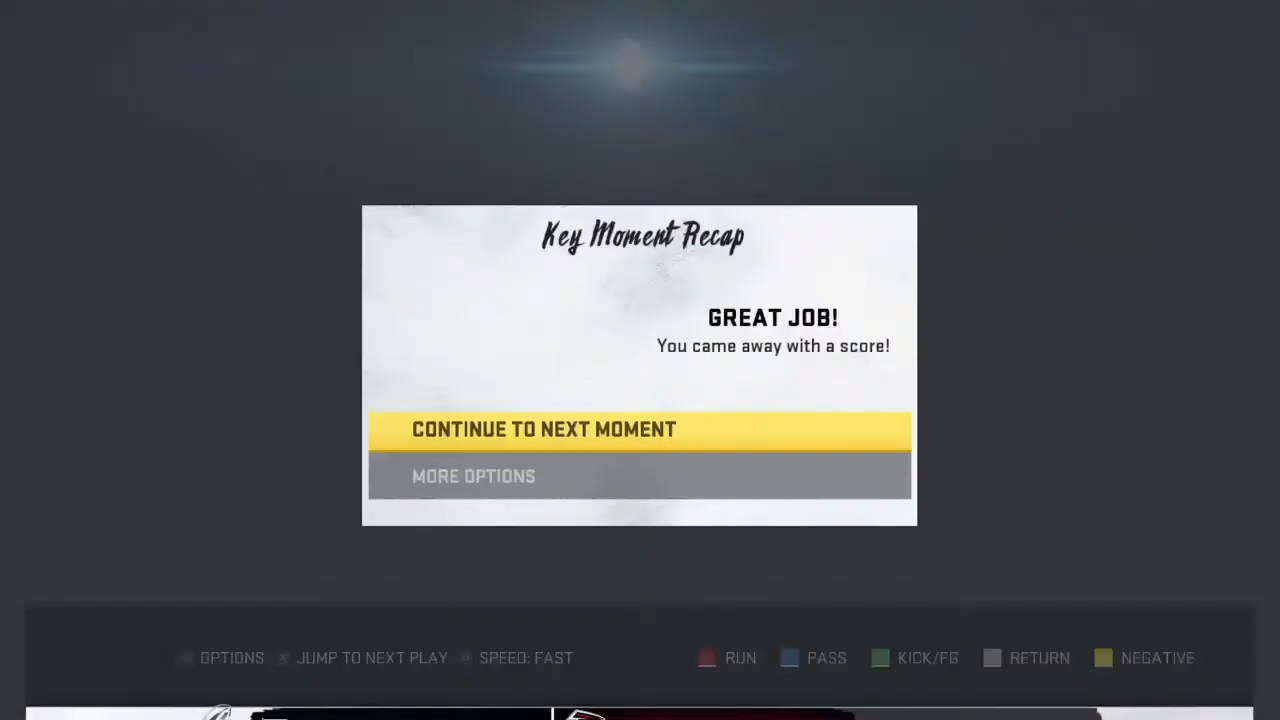 Key Moment Recap
GREAT JOB!
You came away with a score!
CONTINUE TO NEXT MOMENT
MORE OPTIONS
OPTIONS JUMP TO NEXT PLAY SPEED: FAST RUN PASS KICK/FG RETURN NEGATIVE